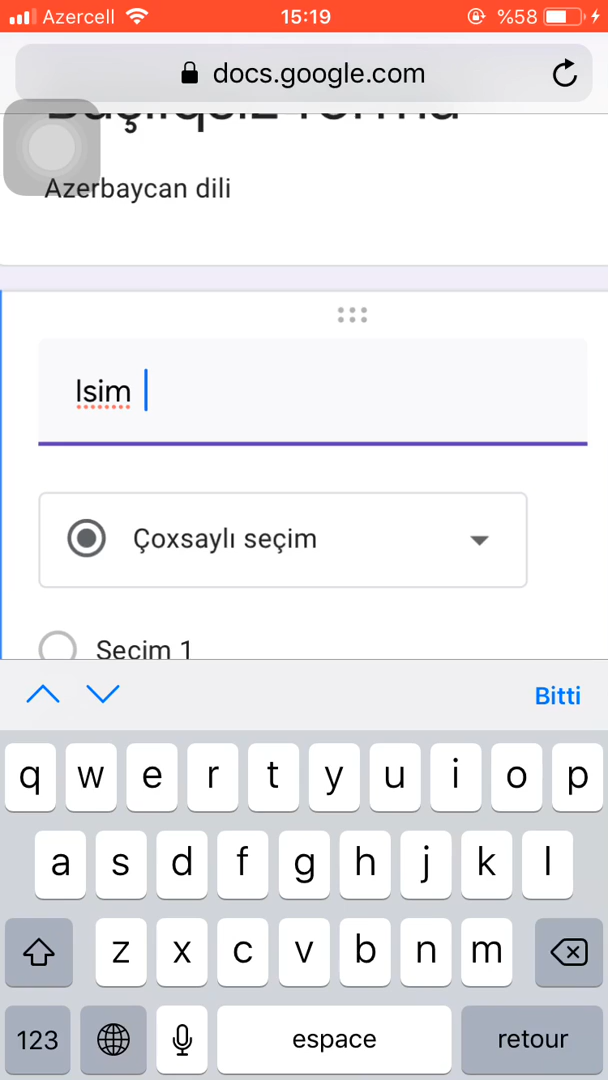 Azercell 15:19 %58
docs.google.com
Azerbaycan dili
Isim
Çoxsaylı seçim
Seçim 1
Bitti
q w e r t y u i o p
a s d f g h j k l
z x c v b n m
123 espace retour